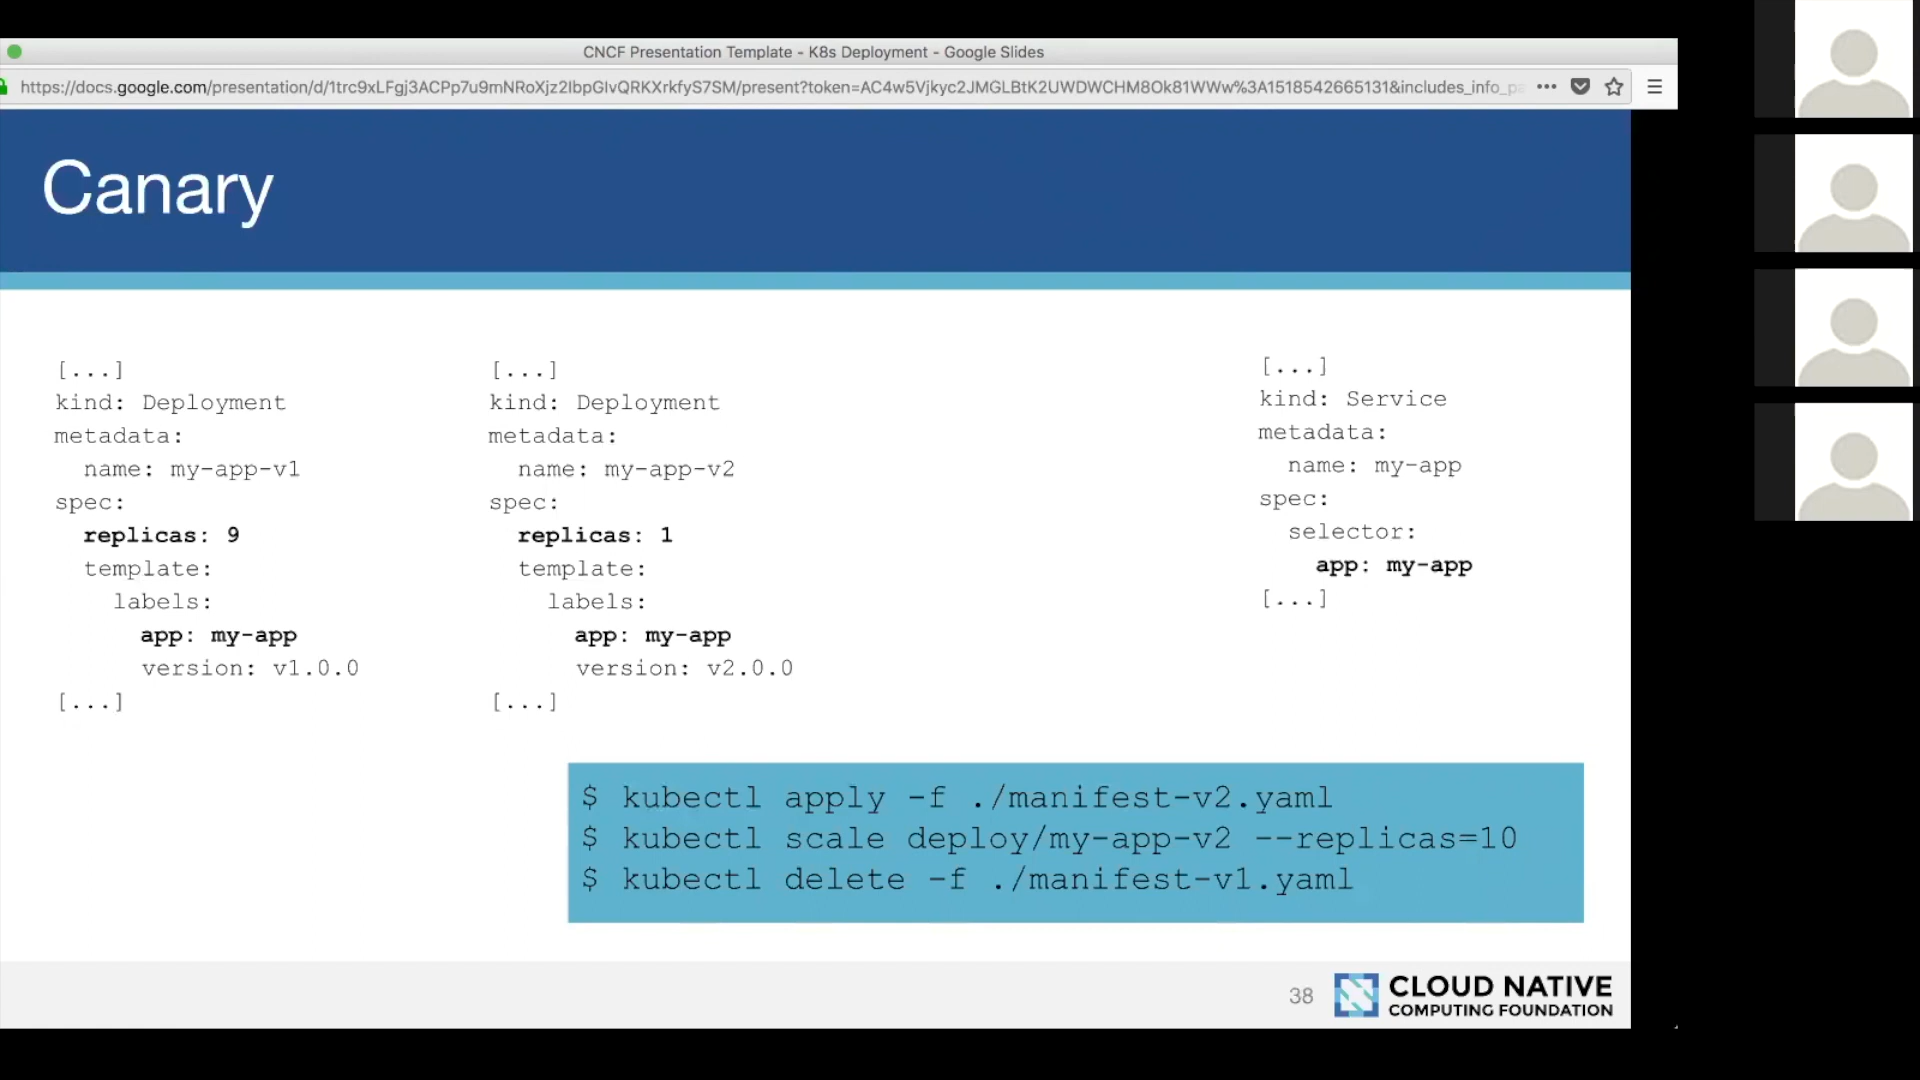 CNCF Presentation Template - K8s Deployment - Google Slides
https://docs.google.com/presentation/d/1trc9xLFgj3ACPp7u9mNRoXjz2IbpGIvQRKXrkfyS7SM/present?token=AC4w5Vjkyc2JMGLBtK2UWDWCHM8Ok81WWw%3A1518542665131&includes_info_pa
Canary
[...]
kind: Deployment
metadata:
name: my-app-v1
spec:
replicas: 9
template:
labels:
app: my-app
version: v1.0.0
[...]
[...]
kind: Deployment
metadata:
name: my-app-v2
spec:
replicas: 1
template:
labels:
app: my-app
version: v2.0.0
[...]
[...]
kind: Service
metadata:
name: my-app
spec:
selector:
app: my-app
[...]
$ kubectl apply -f ./manifest-v2.yaml
$ kubectl scale deploy/my-app-v2 --replicas=10
$ kubectl delete -f ./manifest-v1.yaml
38
CLOUD NATIVE
COMPUTING FOUNDATION